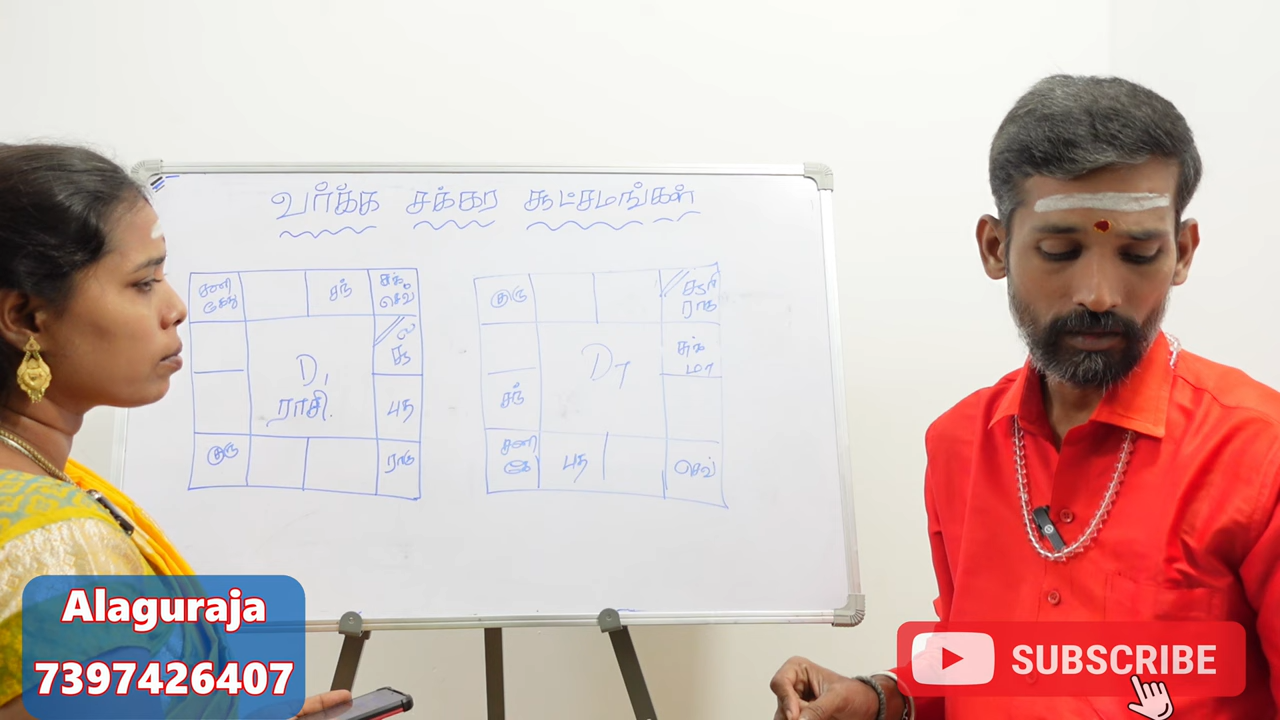 வர்க்க சக்கர சூட்சமங்கள்
சனி
கேது
சந்
சுக்
செவ்
ல
சூ
D1
ராசி.
புத
குரு
ராகு
குரு
சூரி
ராகு
D7
சுக்
மா
சந்
சனி
கே
புத
செவ்
Alaguraja
7397426407
SUBSCRIBE